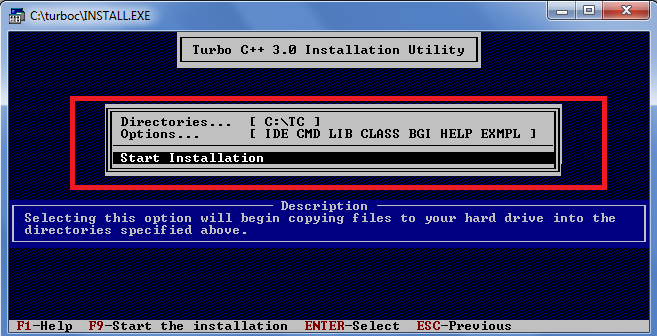 C:\turboc\INSTALL.EXE
Turbo C++ 3.0 Installation Utility
Directories... [ C:\TC ]
Options... [ IDE CMD LIB CLASS BGI HELP EXMPL ]
Start Installation
Description
Selecting this option will begin copying files to your hard drive into the
directories specified above.
F1-Help F9-Start the installation ENTER-Select ESC-Previous